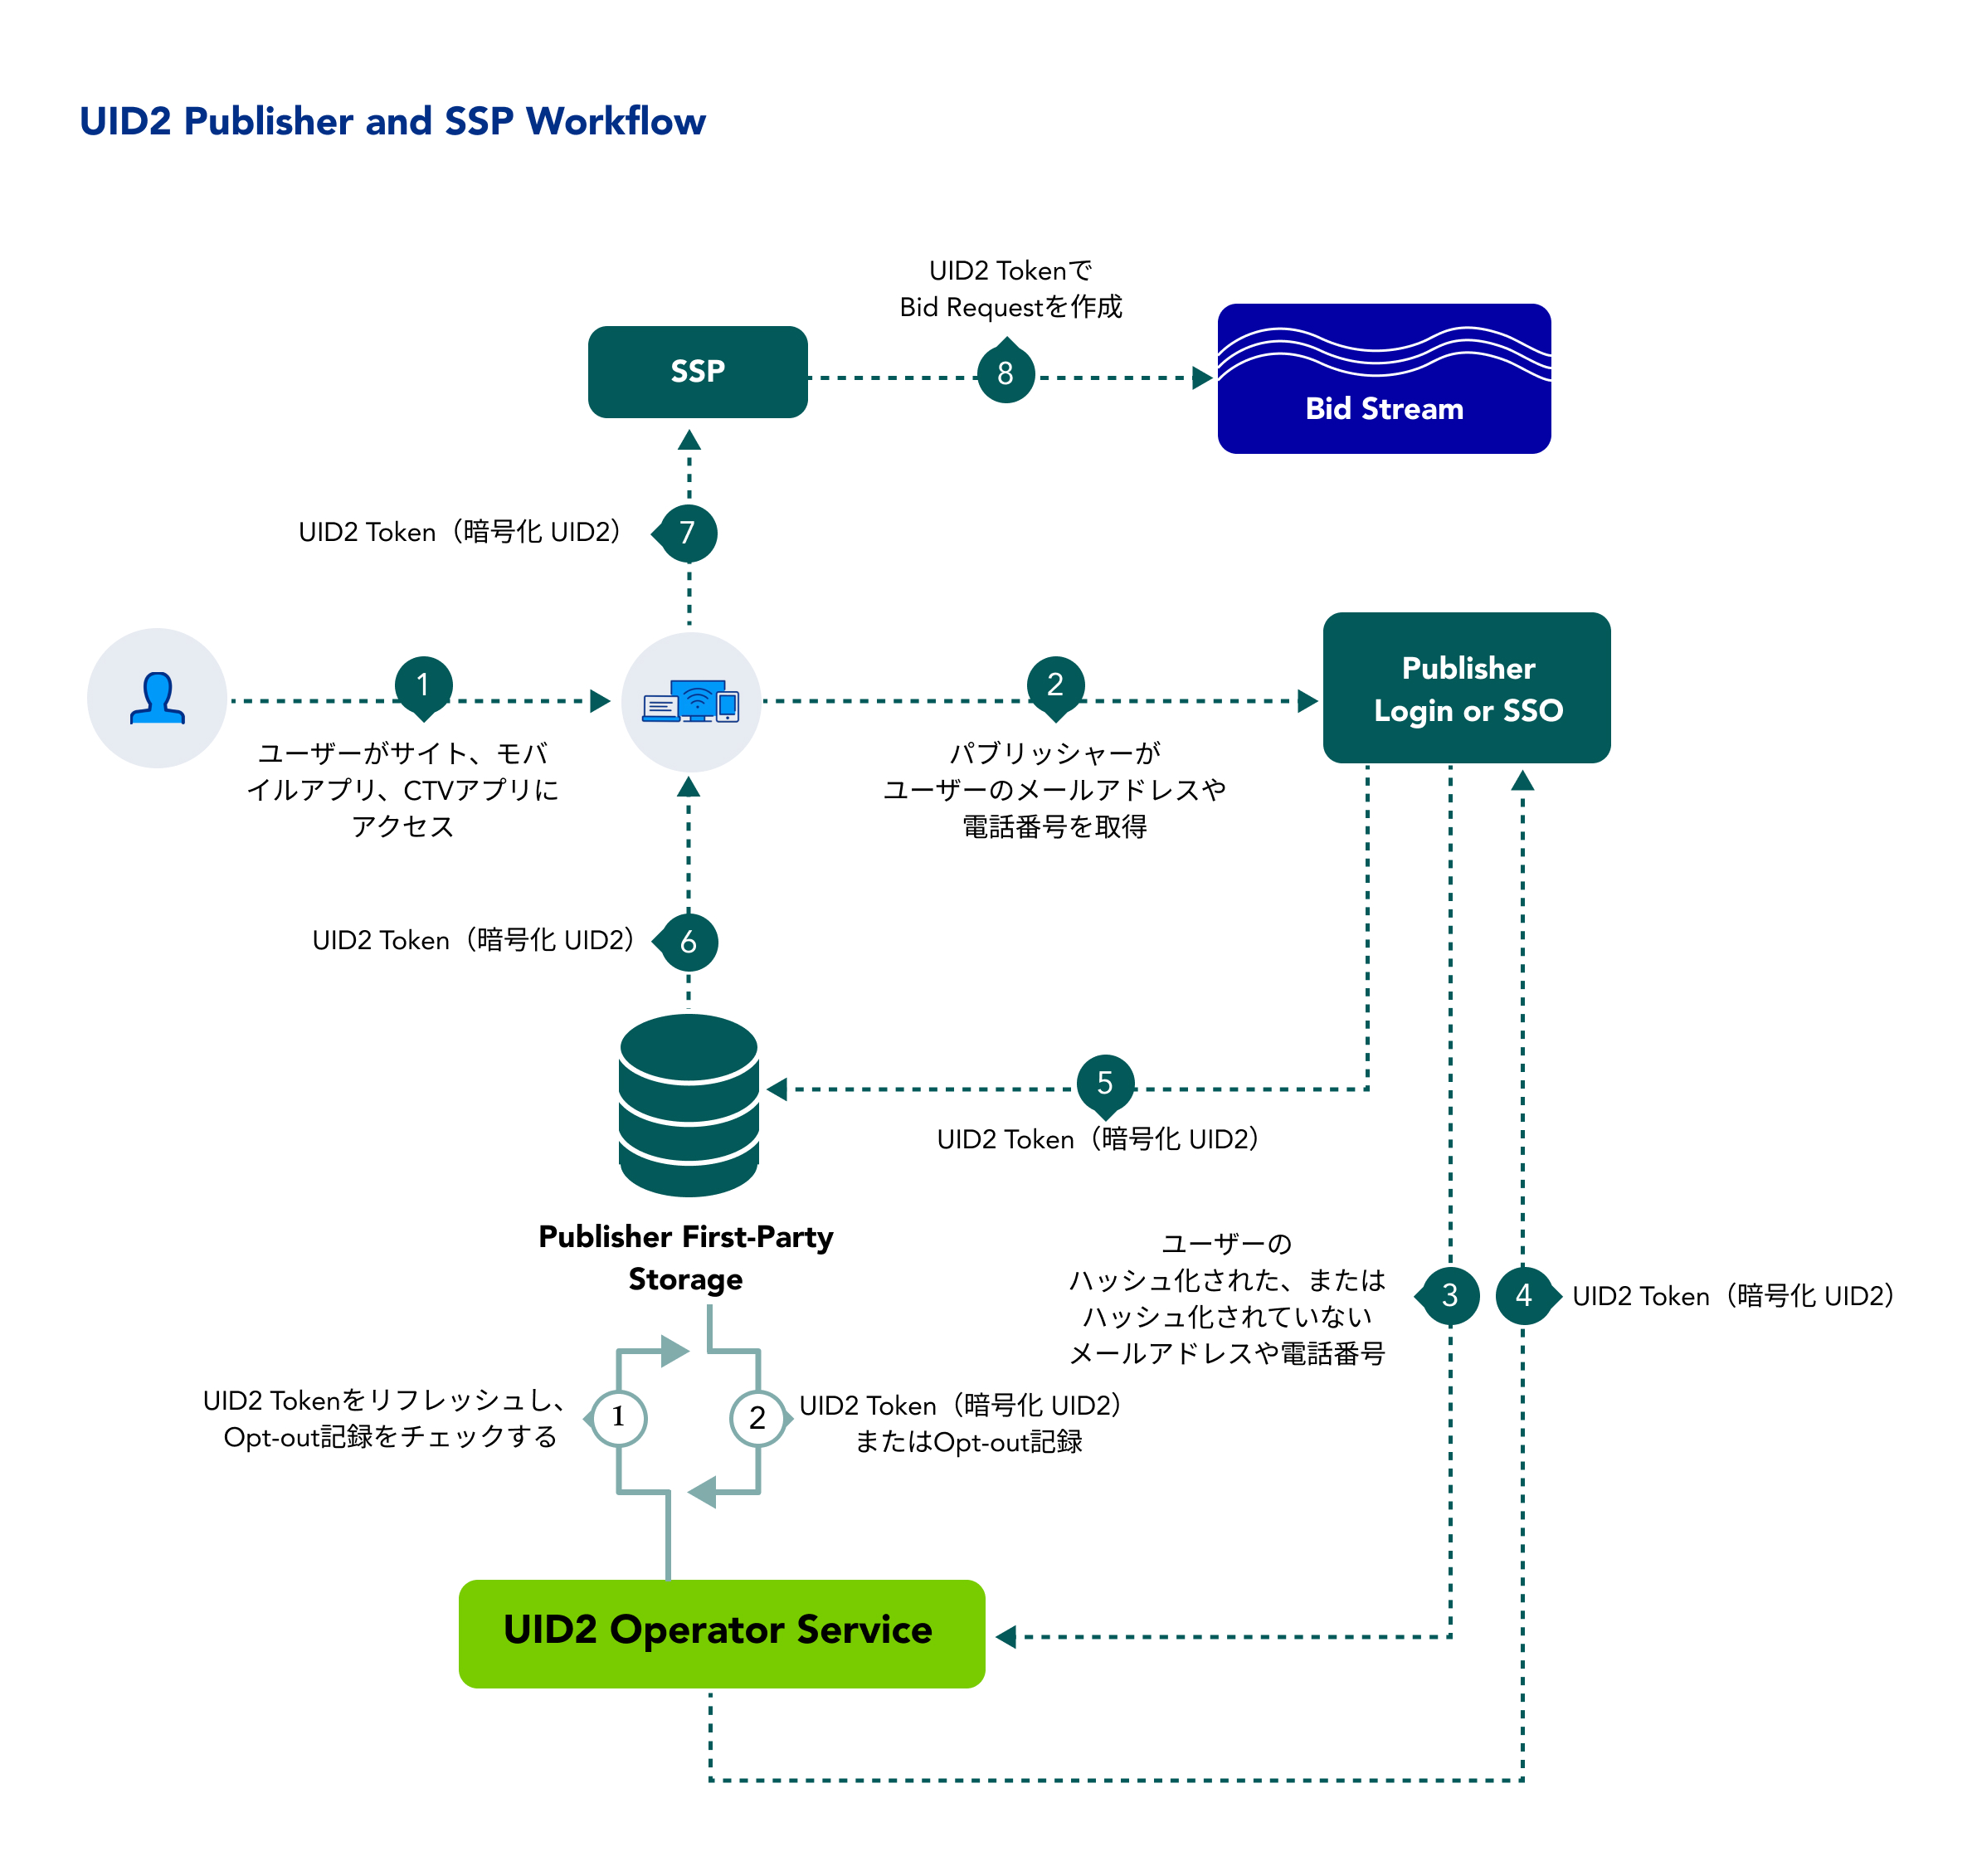 UID2 Publisher and SSP Workflow
UID2 Tokenで
Bid Requestを作成
SSP
8
Bid Stream
UID2 Token（暗号化 UID2）
7
1
2
Publisher
Login or SSO
ユーザーがサイト、モバ
イルアプリ、CTVアプリに
アクセス
パブリッシャーが
ユーザーのメールアドレスや
電話番号を取得
UID2 Token（暗号化 UID2）
6
5
UID2 Token（暗号化 UID2）
Publisher First-Party
Storage
ユーザーの
ハッシュ化された、または
ハッシュ化されていない
メールアドレスや電話番号
3
4
UID2 Token（暗号化 UID2）
UID2 Tokenをリフレッシュし、
Opt-out記録をチェックする
1
2
UID2 Token（暗号化 UID2）
またはOpt-out記録
UID2 Operator Service